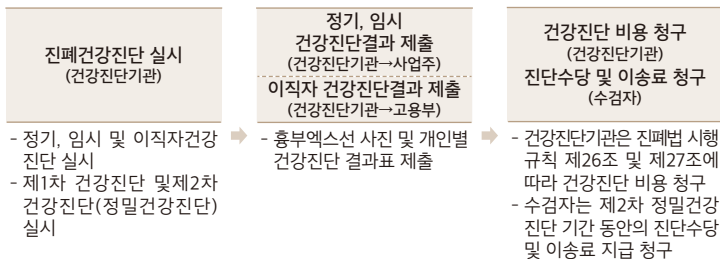 진폐건강진단 실시
(건강진단기관)
- 정기, 임시 및 이직자건강
진단 실시
- 제1차 건강진단 및제2차
건강진단(정밀건강진단)
실시
정기, 임시
건강진단결과 제출
(건강진단기관→사업주)
이직자 건강진단결과 제출
(건강진단기관→고용부)
- 흉부엑스선 사진 및 개인별
건강진단 결과표 제출
건강진단 비용 청구
(건강진단기관)
진단수당 및 이송료 청구
(수검자)
- 건강진단기관은 진폐법 시행
규칙 제26조 및 제27조에
따라 건강진단 비용 청구
- 수검자는 제2차 정밀건강
진단 기간 동안의 진단수당
및 이송료 지급 청구